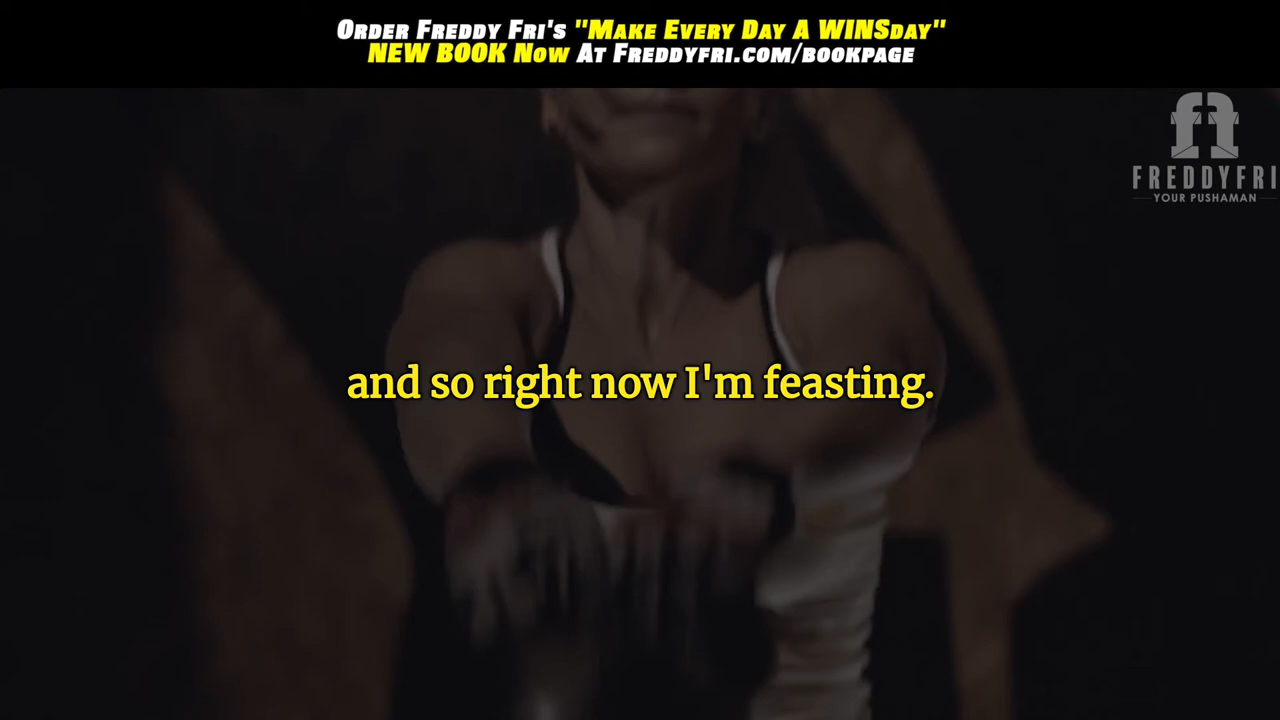 Order Freddy Fri's "Make Every Day A WINSday"
NEW BOOK Now At Freddyfri.com/bookpage
FREDDYFRI
YOUR PUSHAMAN
and so right now I'm feasting.